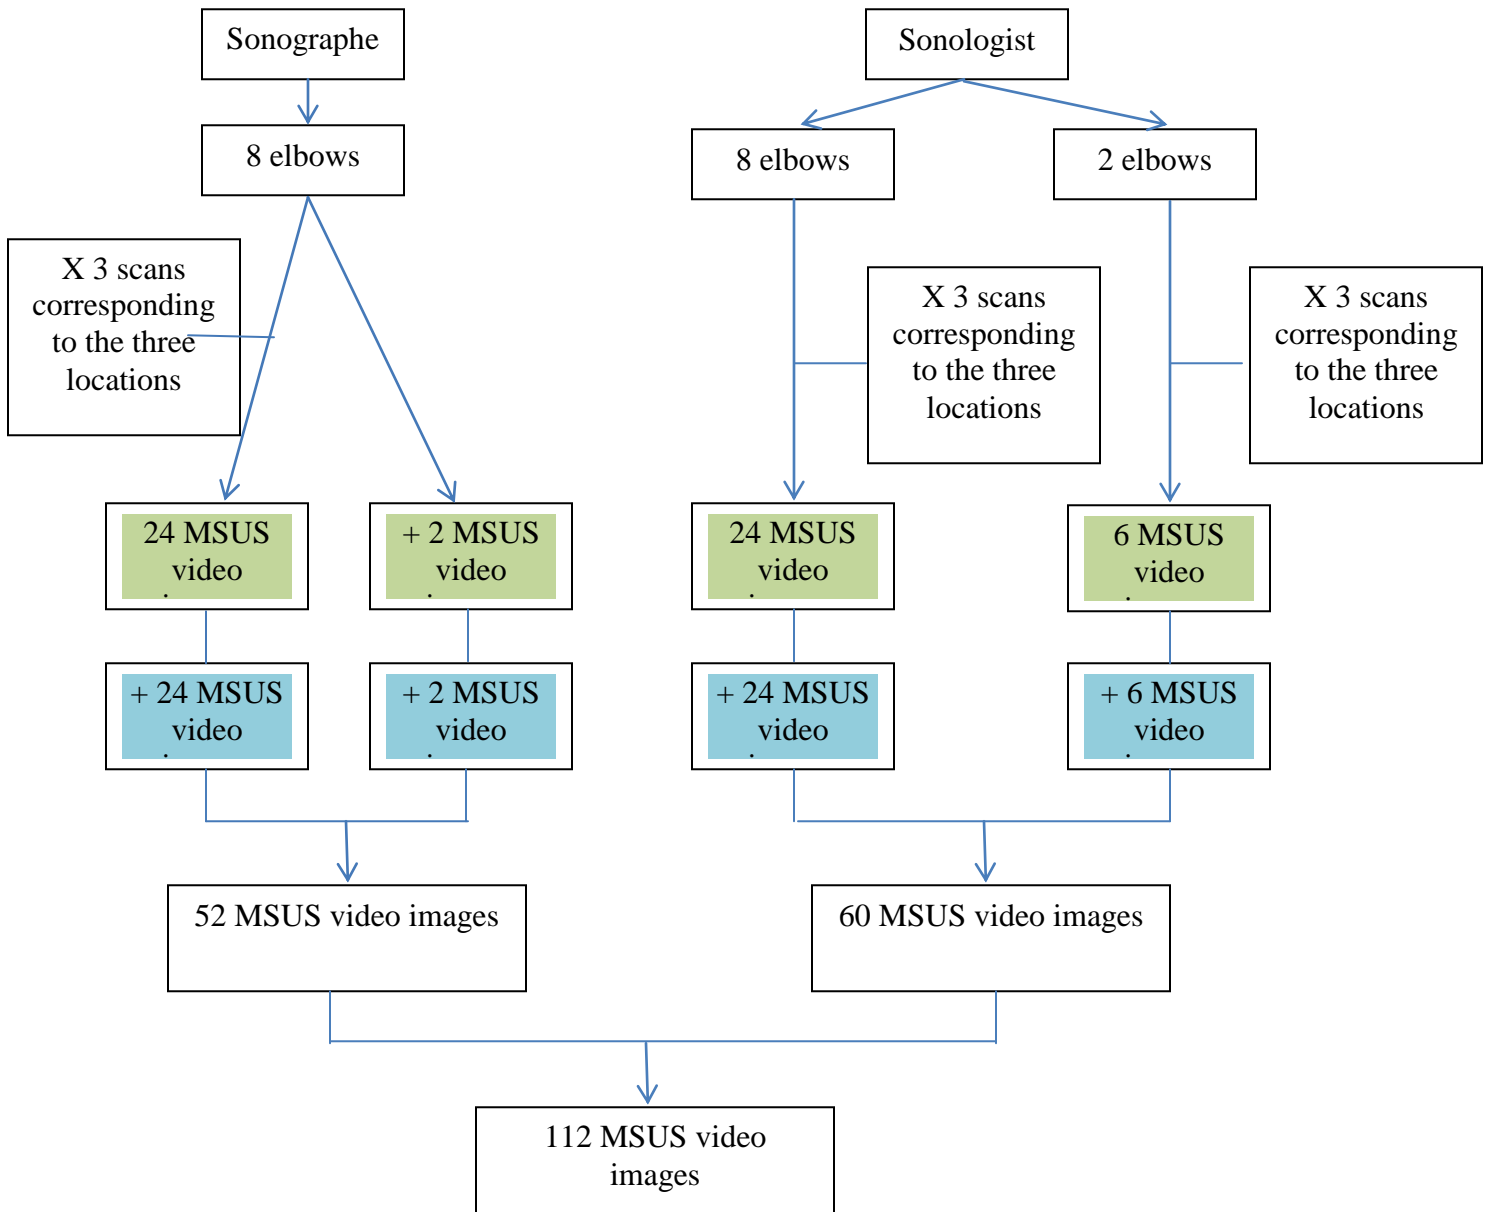 Sonographe
Sonologist
8 elbows
8 elbows
2 elbows
X 3 scans
corresponding
to the three
locations
X 3 scans
corresponding
to the three
locations
X 3 scans
corresponding
to the three
locations
24 MSUS
video
+ 2 MSUS
video
24 MSUS
video
6 MSUS
video
+ 24 MSUS
video
+ 2 MSUS
video
+ 24 MSUS
video
+ 6 MSUS
video
52 MSUS video images
60 MSUS video images
112 MSUS video
images